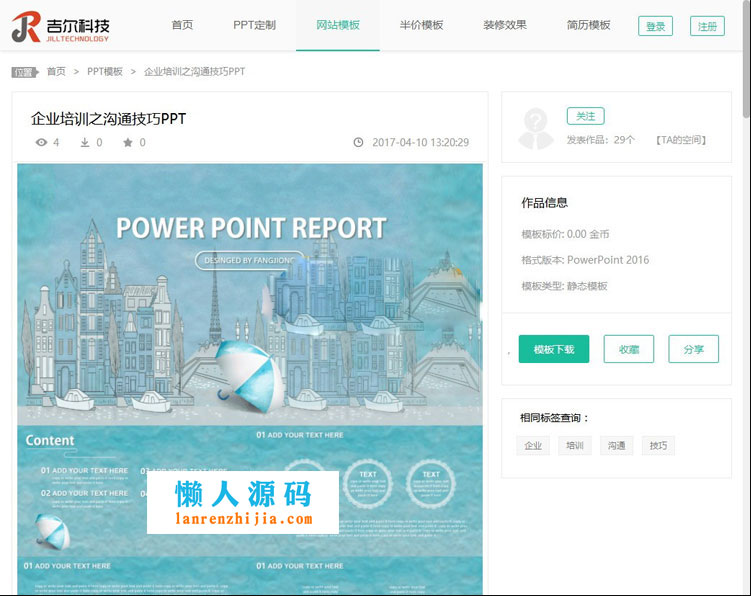 吉尔科技
JILLTECHNOLOGY
首页 PPT定制 网站模板 半价模板 装修效果 简历模板 登录 注册
位置 首页 > PPT模板 > 企业培训之沟通技巧PPT
企业培训之沟通技巧PPT
4 0 0 2017-04-10 13:20:29
POWER POINT REPORT
DESINGED BY FANGJIONG
Content
01 ADD YOUR TEXT HERE
01 ADD YOUR TEXT HERE
02 ADD YOUR TEXT HERE
TEXT
TEXT
懒人源码
lanrenzhijia.com
01 ADD YOUR TEXT HERE
01 ADD YOUR TEXT HERE
关注
发表作品：29个 【TA的空间】
作品信息
模板标价: 0.00 金币
格式版本: PowerPoint 2016
模板类型: 静态模板
模板下载 收藏 分享
相同标签查询：
企业 培训 沟通 技巧